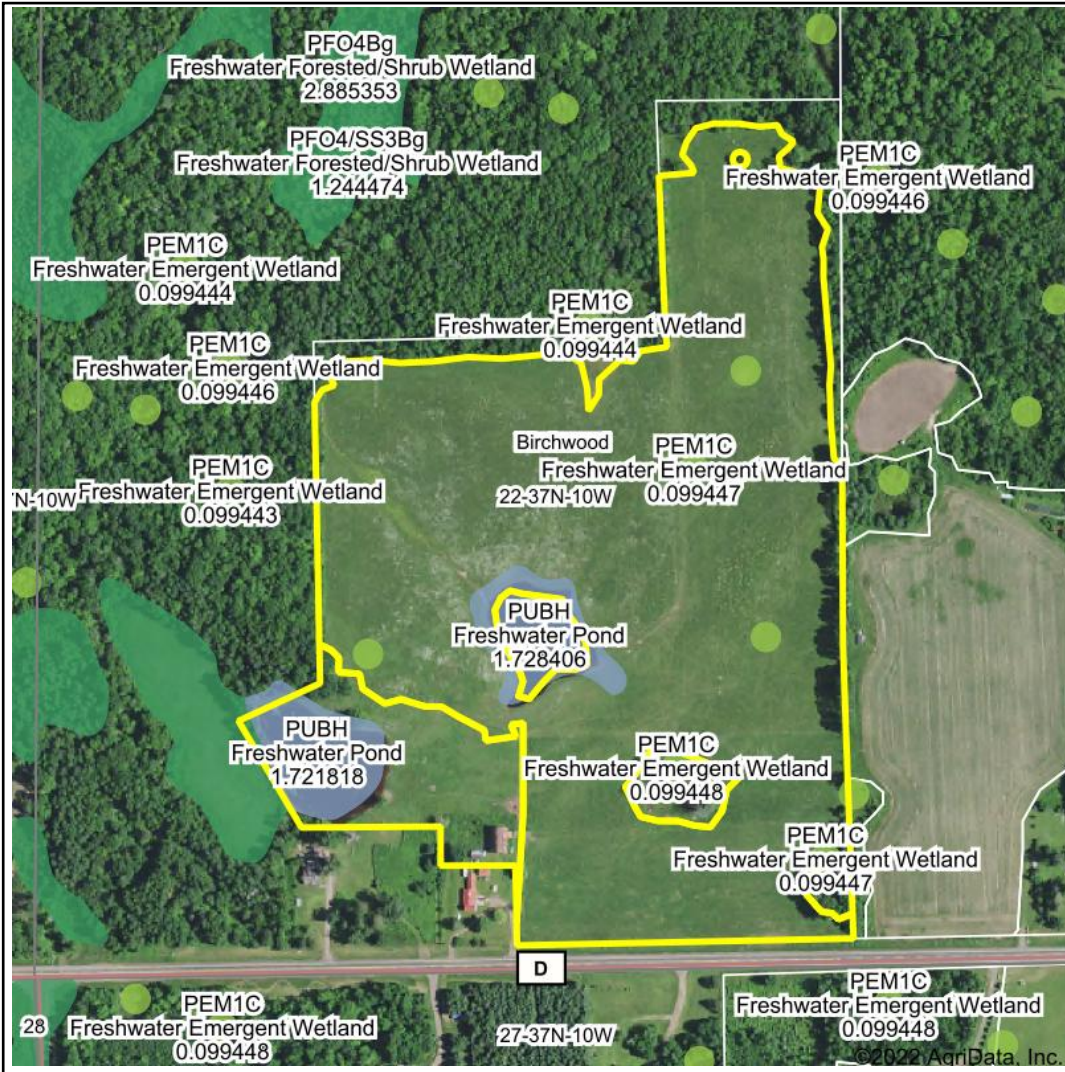 PFO4Bg
Freshwater Forested/Shrub Wetland
2.885353
PFO4/SS3Bg
Freshwater Forested/Shrub Wetland
1.244474
PEM1C
Freshwater Emergent Wetland
0.099446
PEM1C
Freshwater Emergent Wetland
0.099444
PEM1C
Freshwater Emergent Wetland
0.099444
PEM1C
Freshwater Emergent Wetland
0.099446
Birchwood
PEM1C
Freshwater Emergent Wetland
0.099447
22-37N-10W
PEM1C
Freshwater Emergent Wetland
0.099443
N-10W
PUBH
Freshwater Pond
1.728406
PUBH
Freshwater Pond
1.721818
PEM1C
Freshwater Emergent Wetland
0.099448
PEM1C
Freshwater Emergent Wetland
0.099447
D
28
PEM1C
Freshwater Emergent Wetland
0.099448
27-37N-10W
PEM1C
Freshwater Emergent Wetland
0.099448
©2022 AgriData, Inc.